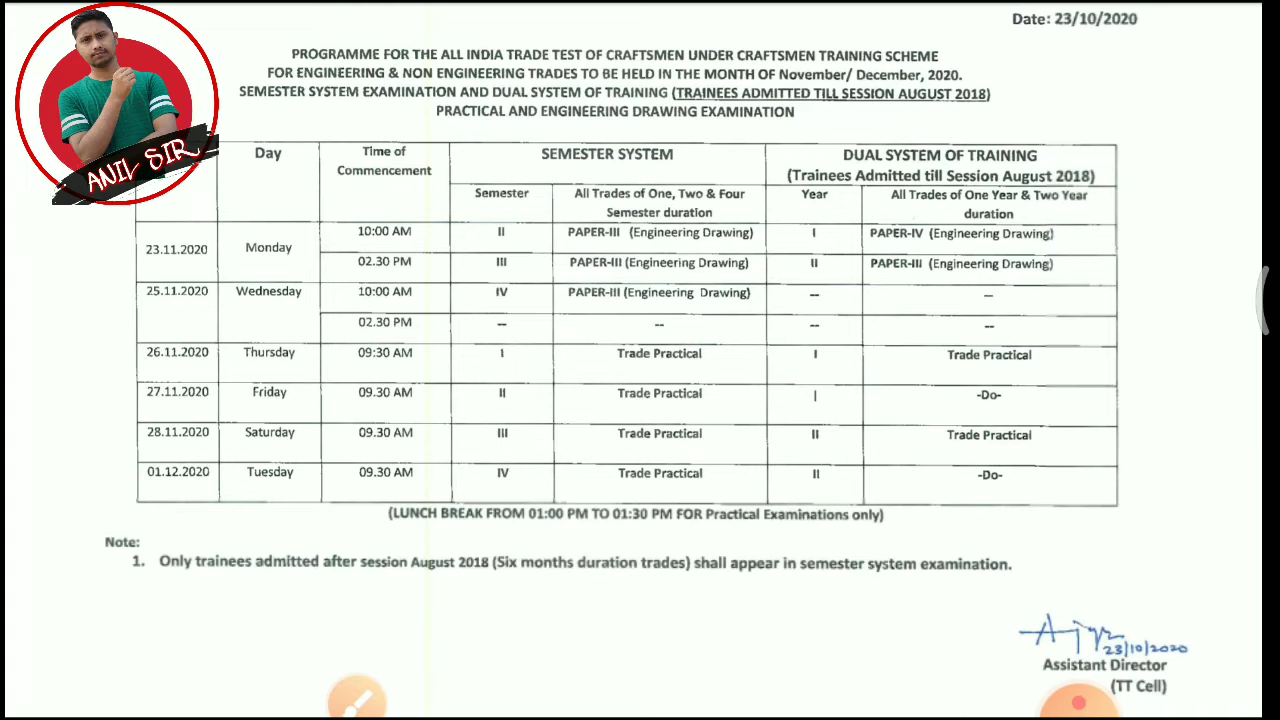 Date: 23/10/2020
PROGRAMME FOR THE ALL INDIA TRADE TEST OF CRAFTSMEN UNDER CRAFTSMEN TRAINING SCHEME
FOR ENGINEERING & NON ENGINEERING TRADES TO BE HELD IN THE MONTH OF November/ December, 2020.
SEMESTER SYSTEM EXAMINATION AND DUAL SYSTEM OF TRAINING (TRAINEES ADMITTED TILL SESSION AUGUST 2018)
PRACTICAL AND ENGINEERING DRAWING EXAMINATION
ANIL SIR
Day Time of Commencement SEMESTER SYSTEM DUAL SYSTEM OF TRAINING
(Trainees Admitted till Session August 2018)
Semester All Trades of One, Two & Four Semester duration Year All Trades of One Year & Two Year duration
23.11.2020 Monday 10:00 AM II PAPER-III (Engineering Drawing) I PAPER-IV (Engineering Drawing)
02.30 PM III PAPER-III (Engineering Drawing) II PAPER-III (Engineering Drawing)
25.11.2020 Wednesday 10:00 AM IV PAPER-III (Engineering Drawing) -- --
02.30 PM -- -- -- --
26.11.2020 Thursday 09:30 AM I Trade Practical I Trade Practical
27.11.2020 Friday 09.30 AM II Trade Practical I -Do-
28.11.2020 Saturday 09.30 AM III Trade Practical II Trade Practical
01.12.2020 Tuesday 09.30 AM IV Trade Practical II -Do-
(LUNCH BREAK FROM 01:00 PM TO 01:30 PM FOR Practical Examinations only)
Note:
1. Only trainees admitted after session August 2018 (Six months duration trades) shall appear in semester system examination.
23/10/2020
Assistant Director
(TT Cell)